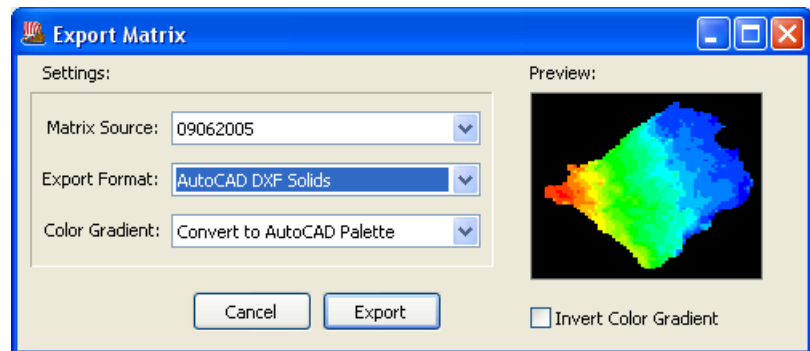 Export Matrix
Settings:
Matrix Source: 09062005
Export Format: AutoCAD DXF Solids
Color Gradient: Convert to AutoCAD Palette
Cancel Export
Preview:
Invert Color Gradient